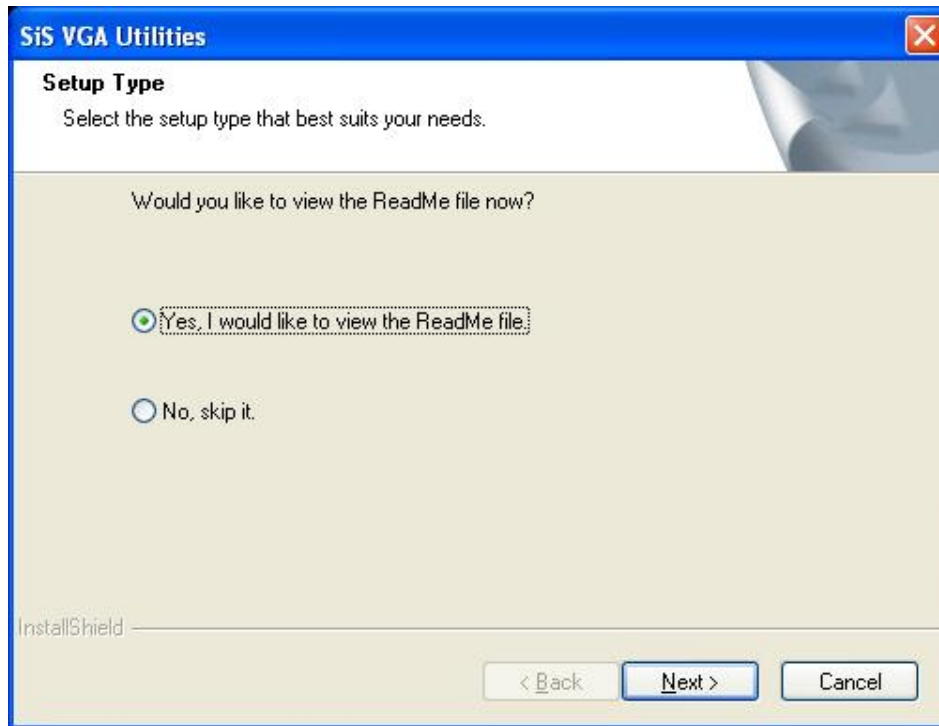 SiS VGA Utilities
Setup Type
Select the setup type that best suits your needs.
Would you like to view the ReadMe file now?
Yes, I would like to view the ReadMe file.
No, skip it.
InstallShield
< Back Next > Cancel